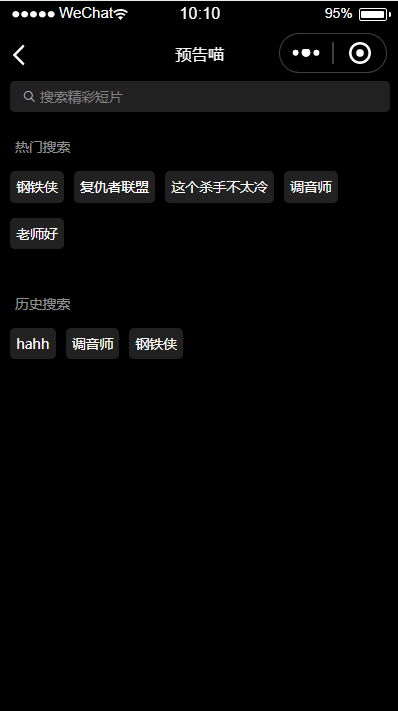 WeChat 10:10 95%
预告喵
搜索精彩短片
热门搜索
钢铁侠 复仇者联盟 这个杀手不太冷 调音师
老师好
历史搜索
hahh 调音师 钢铁侠